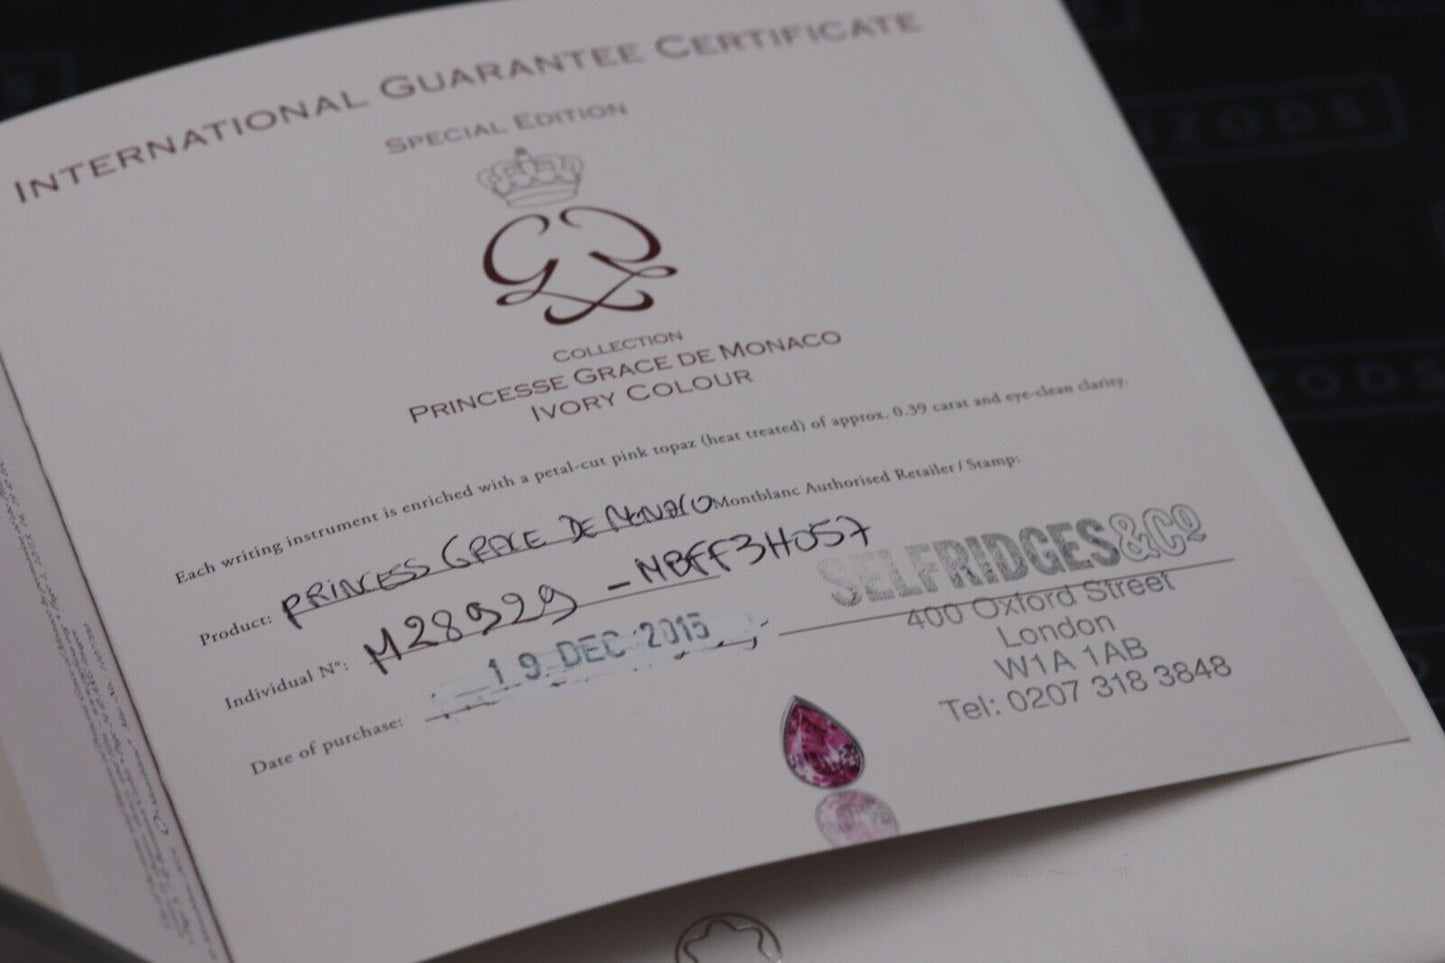 INTERNATIONAL GUARANTEE CERTIFICATE
SPECIAL EDITION
COLLECTION
PRINCESSE GRACE DE MONACO
IVORY COLOUR
Each writing instrument is enriched with a petal-cut pink topaz (heat treated) of approx. 0.39 carat and eye-clean clarity.
Montblanc Authorised Retailer / Stamp:
Product: PRINCESS GRACE DE MONACO
Individual N°: M28929 - MBFF3H057
Date of purchase: 19 DEC 2015
SELFRIDGES&Co
400 Oxford Street
London
W1A 1AB
Tel: 0207 318 3848
IZODS